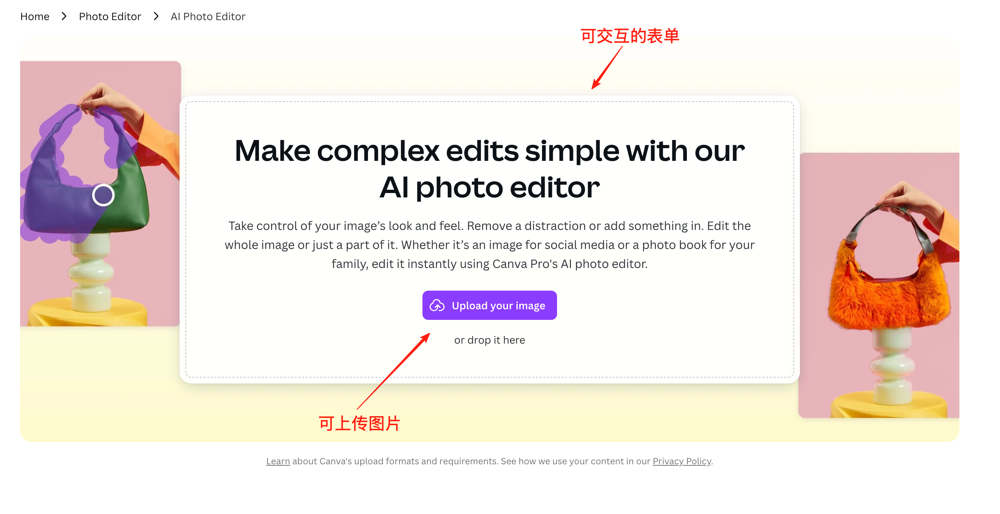 Home > Photo Editor > AI Photo Editor
可交互的表单
Make complex edits simple with our
AI photo editor
Take control of your image’s look and feel. Remove a distraction or add something in. Edit the
whole image or just a part of it. Whether it’s an image for social media or a photo book for your
family, edit it instantly using Canva Pro's AI photo editor.
Upload your image
or drop it here
可上传图片
Learn about Canva's upload formats and requirements. See how we use your content in our Privacy Policy.